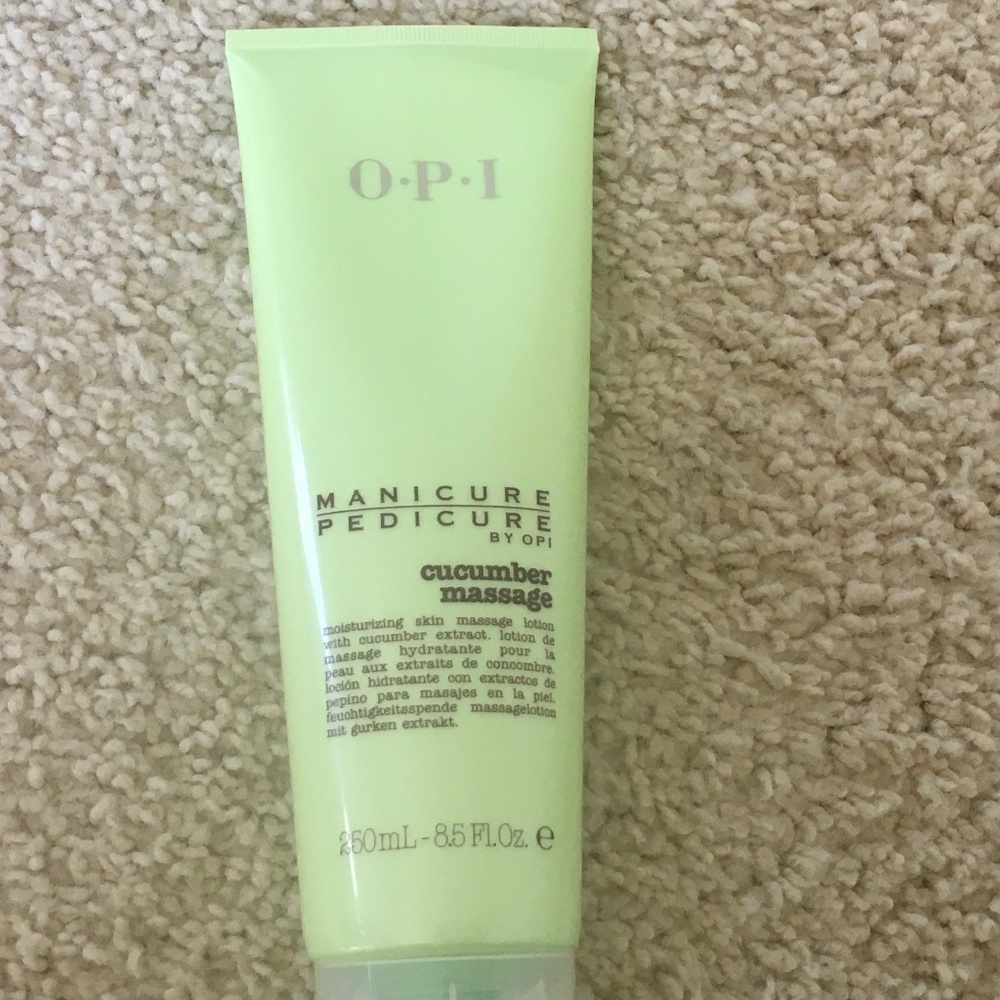 O·P·I
MANICURE
PEDICURE
BY OPI
cucumber
massage
moisturizing skin massage lotion
with cucumber extract. lotion de
massage hydratante pour la
peau aux extraits de concombre.
loción hidratante con extractos de
pepino para masajes en la piel.
feuchtigkeitsspende massagelotion
mit gurken extrakt.
250mL - 8.5 Fl.Oz. e